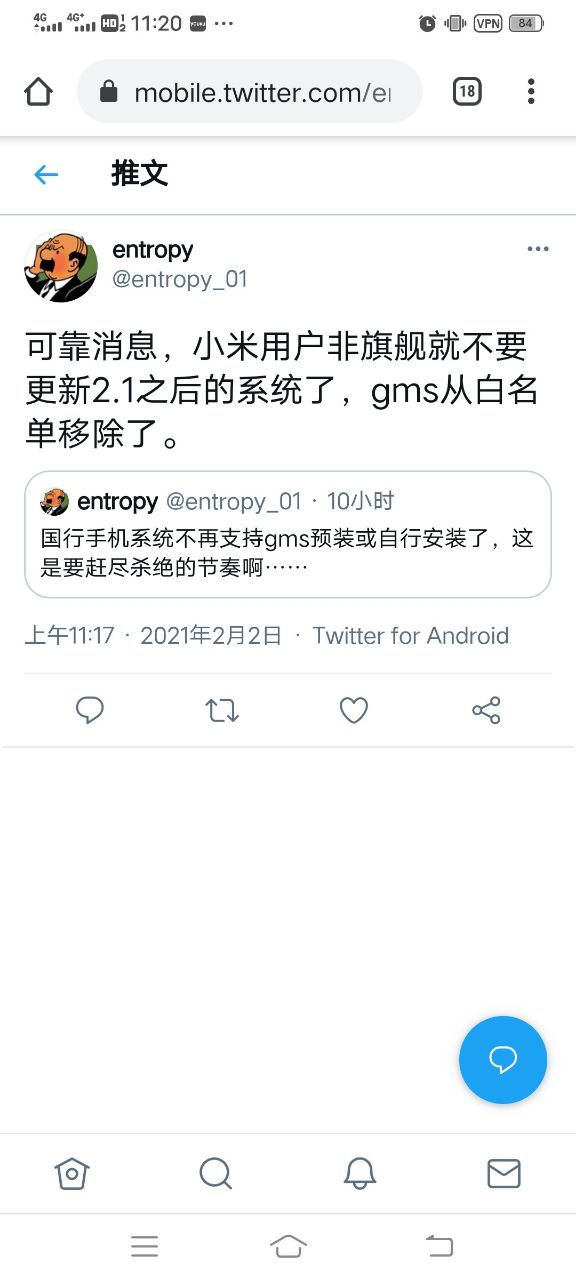 4G 4G+ HD 1 2 11:20 ···
VPN 84
mobile.twitter.com/e
18
推文
entropy
@entropy_01
可靠消息，小米用户非旗舰就不要
更新2.1之后的系统了，gms从白名
单移除了。
entropy @entropy_01 · 10小时
国行手机系统不再支持gms预装或自行安装了，这
是要赶尽杀绝的节奏啊……
上午11:17 · 2021年2月2日 · Twitter for Android